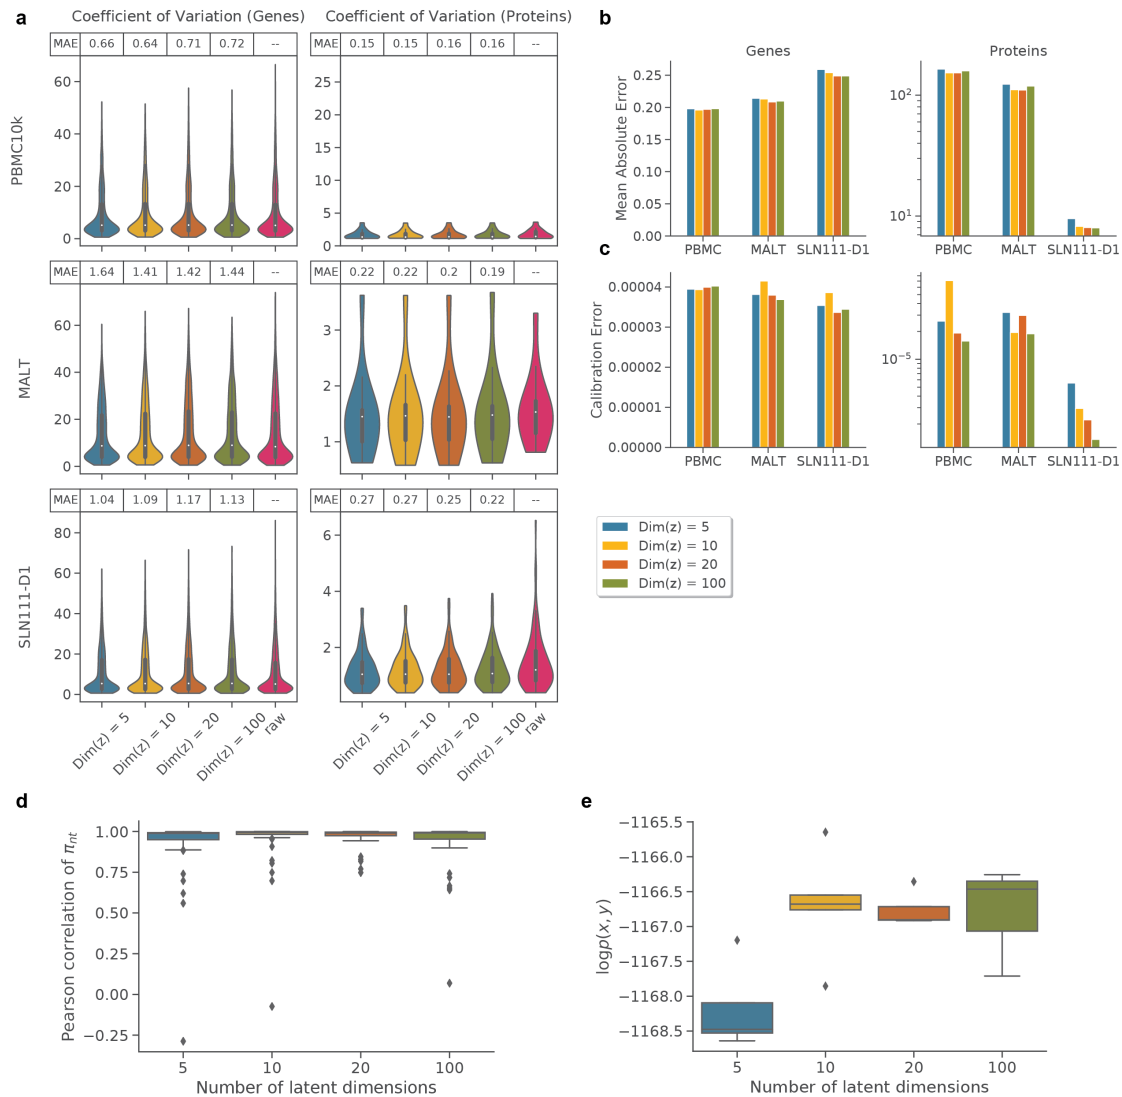 a
Coefficient of Variation (Genes)
Coefficient of Variation (Proteins)
PBMC10k
MAE 0.66 0.64 0.71 0.72 --
60
40
20
0
MAE 0.15 0.15 0.16 0.16 --
25
20
15
10
5
0
MALT
MAE 1.64 1.41 1.42 1.44 --
60
40
20
0
MAE 0.22 0.22 0.2 0.19 --
3
2
1
SLN111-D1
MAE 1.04 1.09 1.17 1.13 --
80
60
40
20
0
MAE 0.27 0.27 0.25 0.22 --
6
4
2
Dim(z) = 5
Dim(z) = 10
Dim(z) = 20
Dim(z) = 100
raw
Dim(z) = 5
Dim(z) = 10
Dim(z) = 20
Dim(z) = 100
raw
b
Genes
Proteins
Mean Absolute Error
0.25
0.20
0.15
0.10
0.05
0.00
PBMC MALT SLN111-D1
10²
10¹
PBMC MALT SLN111-D1
c
Calibration Error
0.00004
0.00003
0.00002
0.00001
0.00000
PBMC MALT SLN111-D1
10⁻⁵
PBMC MALT SLN111-D1
Dim(z) = 5
Dim(z) = 10
Dim(z) = 20
Dim(z) = 100
d
Pearson correlation of πnt
1.00
0.75
0.50
0.25
0.00
−0.25
5 10 20 100
Number of latent dimensions
e
logp(x, y)
−1165.5
−1166.0
−1166.5
−1167.0
−1167.5
−1168.0
−1168.5
5 10 20 100
Number of latent dimensions